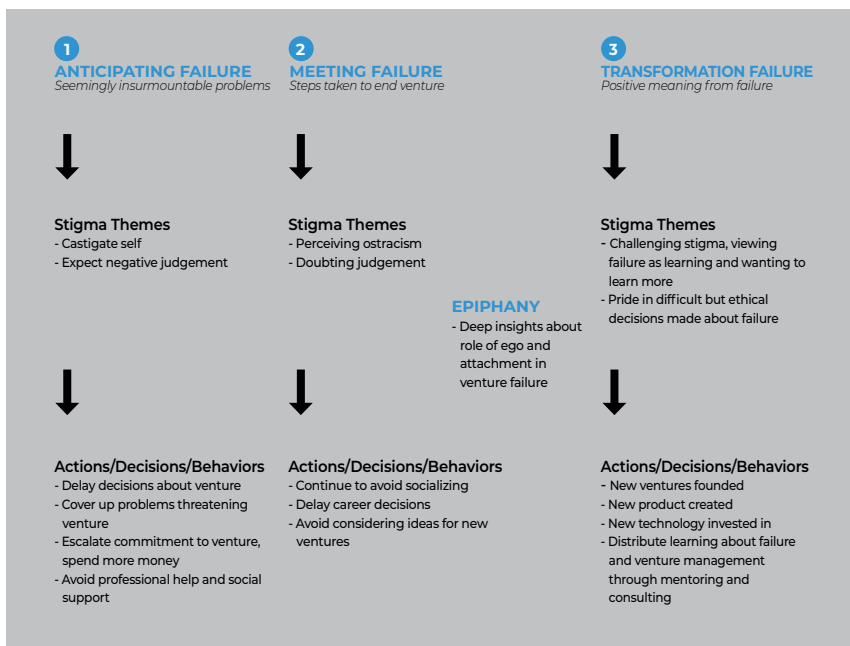 1
ANTICIPATING FAILURE
Seemingly insurmountable problems
Stigma Themes
- Castigate self
- Expect negative judgement
Actions/Decisions/Behaviors
- Delay decisions about venture
- Cover up problems threatening
venture
- Escalate commitment to venture,
spend more money
- Avoid professional help and social
support
2
MEETING FAILURE
Steps taken to end venture
Stigma Themes
- Perceiving ostracism
- Doubting judgement
Actions/Decisions/Behaviors
- Continue to avoid socializing
- Delay career decisions
- Avoid considering ideas for new
ventures
EPIPHANY
- Deep insights about
role of ego and
attachment in
venture failure
3
TRANSFORMATION FAILURE
Positive meaning from failure
Stigma Themes
- Challenging stigma, viewing
failure as learning and wanting to
learn more
- Pride in difficult but ethical
decisions made about failure
Actions/Decisions/Behaviors
- New ventures founded
- New product created
- New technology invested in
- Distribute learning about failure
and venture management
through mentoring and
consulting